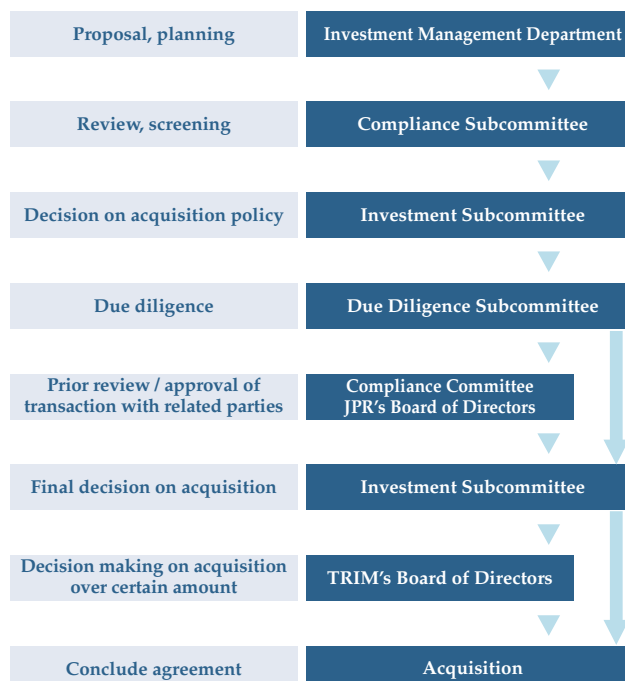 Proposal, planning
Investment Management Department
Review, screening
Compliance Subcommittee
Decision on acquisition policy
Investment Subcommittee
Due diligence
Due Diligence Subcommittee
Prior review / approval of
transaction with related parties
Compliance Committee
JPR's Board of Directors
Final decision on acquisition
Investment Subcommittee
Decision making on acquisition
over certain amount
TRIM's Board of Directors
Conclude agreement
Acquisition